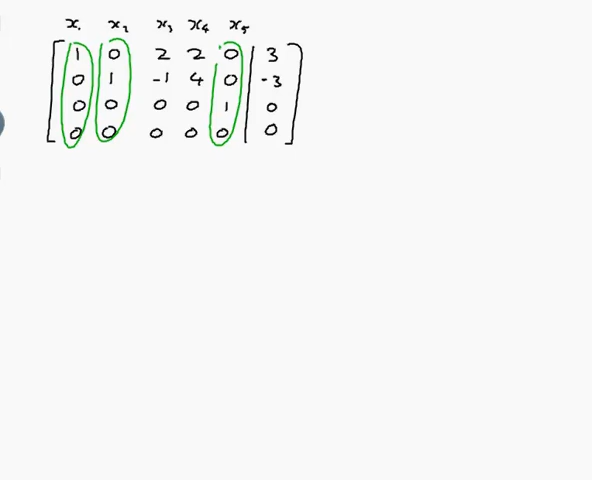 x₁ x₂ x₃ x₄ x₅
1 0 2 2 0 | 3
0 1 -1 4 0 | -3
0 0 0 0 1 | 0
0 0 0 0 0 | 0